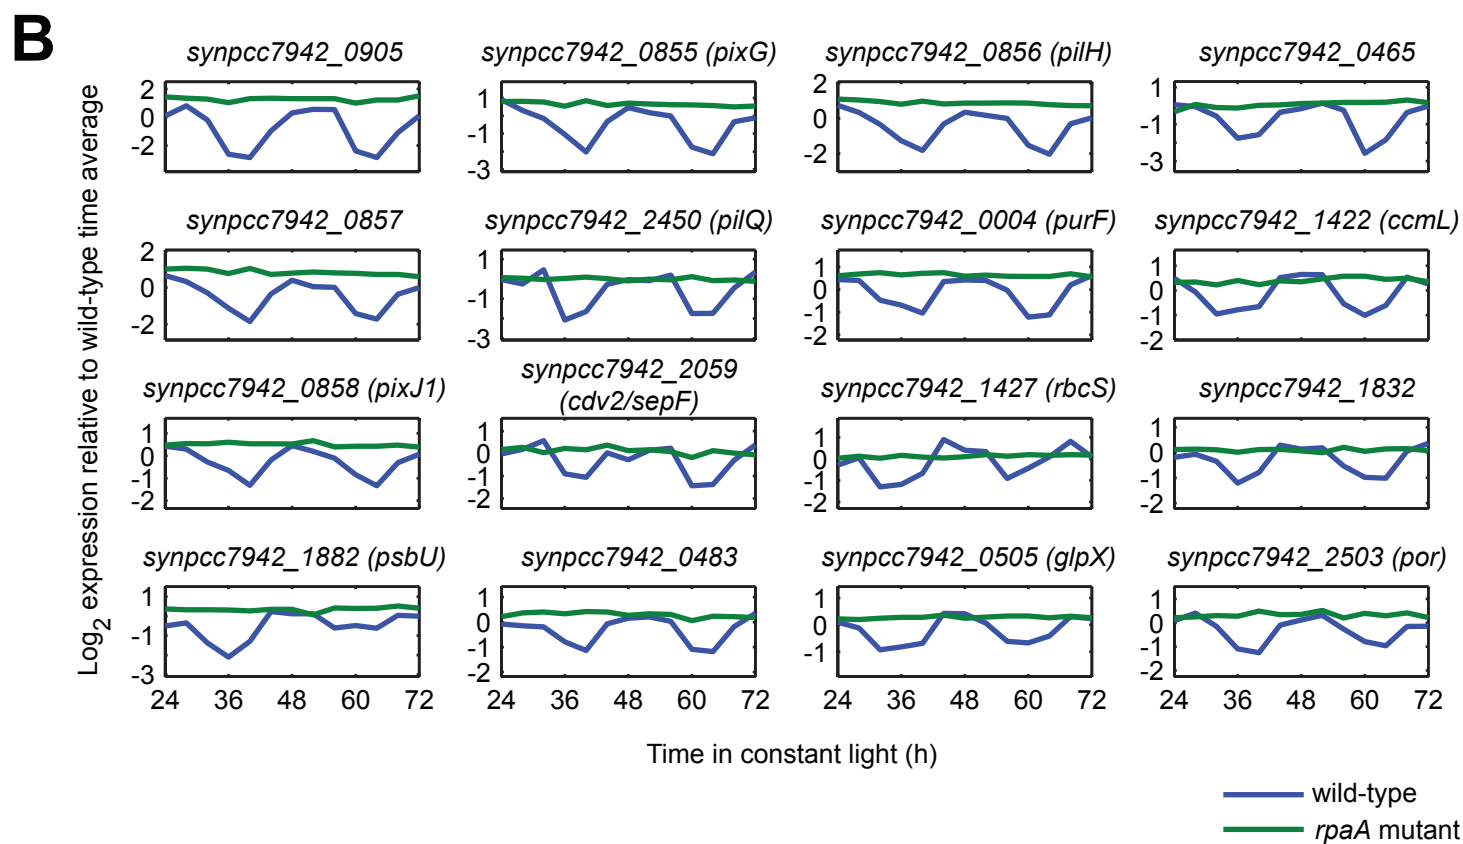 B
synpcc7942_0905
synpcc7942_0855 (pixG)
synpcc7942_0856 (pilH)
synpcc7942_0465
2
0
-2
1
-1
-3
2
0
-2
1
-1
-3
synpcc7942_0857
synpcc7942_2450 (pilQ)
synpcc7942_0004 (purF)
synpcc7942_1422 (ccmL)
2
0
-2
1
-1
-3
1
0
-1
-2
1
0
-1
-2
synpcc7942_0858 (pixJ1)
synpcc7942_2059
(cdv2/sepF)
synpcc7942_1427 (rbcS)
synpcc7942_1832
1
0
-1
-2
1
0
-1
-2
1
0
-1
-2
1
0
-1
-2
synpcc7942_1882 (psbU)
synpcc7942_0483
synpcc7942_0505 (glpX)
synpcc7942_2503 (por)
1
-1
-3
1
0
-1
-2
1
0
-1
1
0
-1
-2
24 36 48 60 72
24 36 48 60 72
24 36 48 60 72
24 36 48 60 72
Log2 expression relative to wild-type time average
Time in constant light (h)
wild-type
rpaA mutant